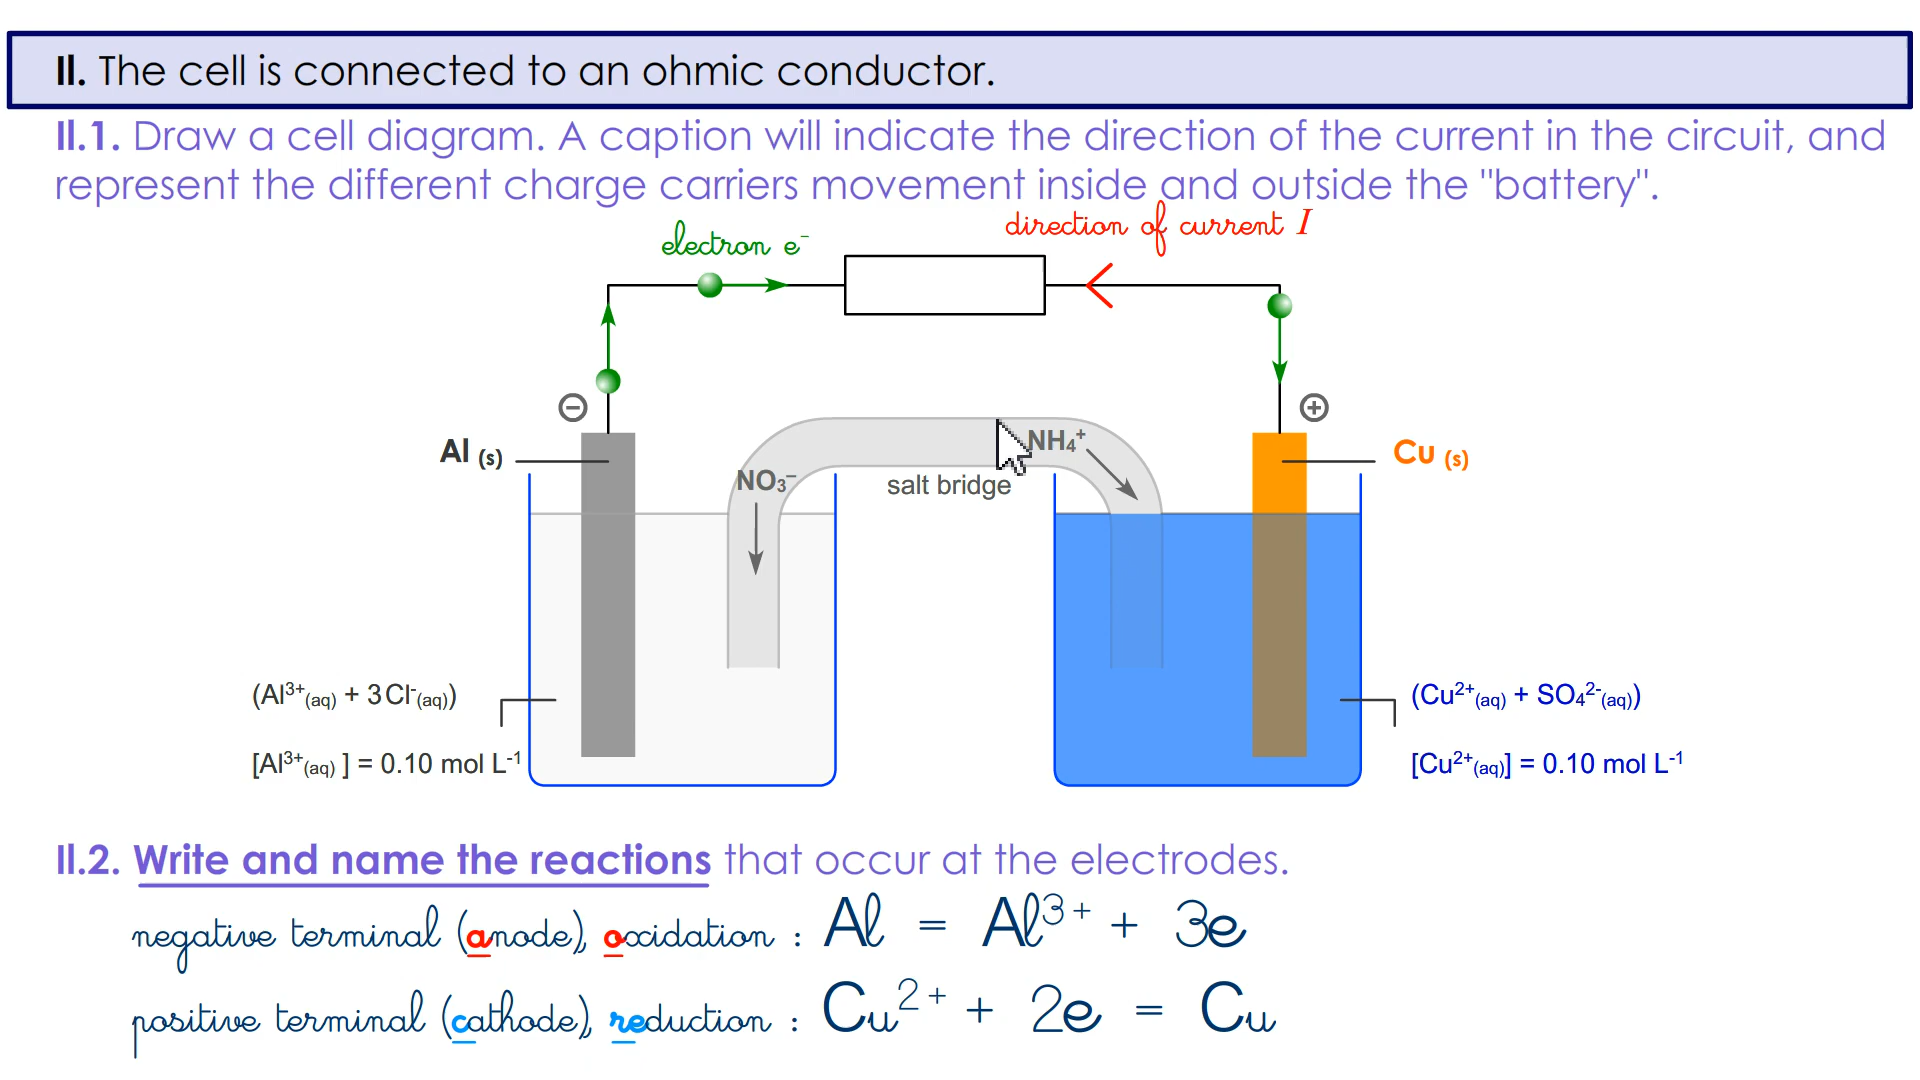 II. The cell is connected to an ohmic conductor.
II.1. Draw a cell diagram. A caption will indicate the direction of the current in the circuit, and
represent the different charge carriers movement inside and outside the "battery".
direction of current I
electron e⁻
⊖
⊕
NH₄⁺
Al (s)
Cu (s)
NO₃⁻
salt bridge
(Al³⁺(aq) + 3 Cl⁻(aq))
(Cu²⁺(aq) + SO₄²⁻(aq))
[Al³⁺(aq) ] = 0.10 mol L⁻¹
[Cu²⁺(aq)] = 0.10 mol L⁻¹
II.2. Write and name the reactions that occur at the electrodes.
negative terminal (anode), oxidation : Al = Al³⁺ + 3e
positive terminal (cathode), reduction : Cu²⁺ + 2e = Cu